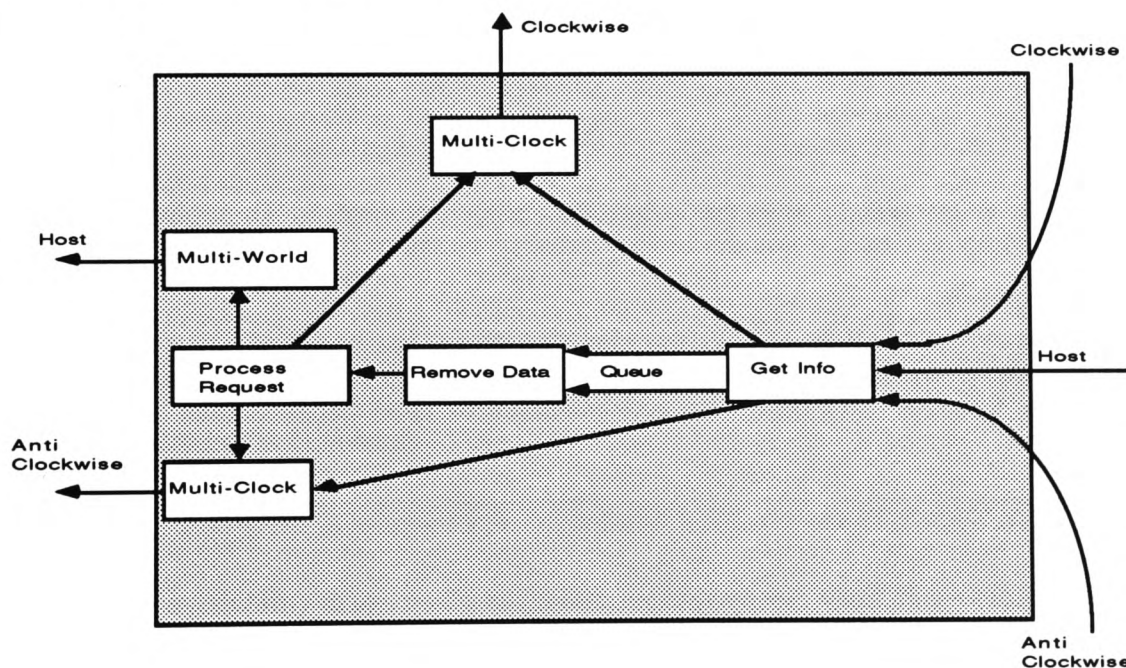 Clockwise
Clockwise
Multi-Clock
Host
Multi-World
Host
Process
Request
Remove Data
Queue
Get Info
Anti
Clockwise
Multi-Clock
Anti
Clockwise